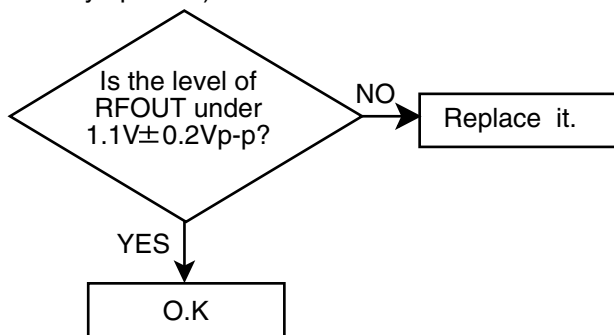 Is the level of
RFOUT under
1.1V±0.2Vp-p?
NO
Replace it.
YES
O.K